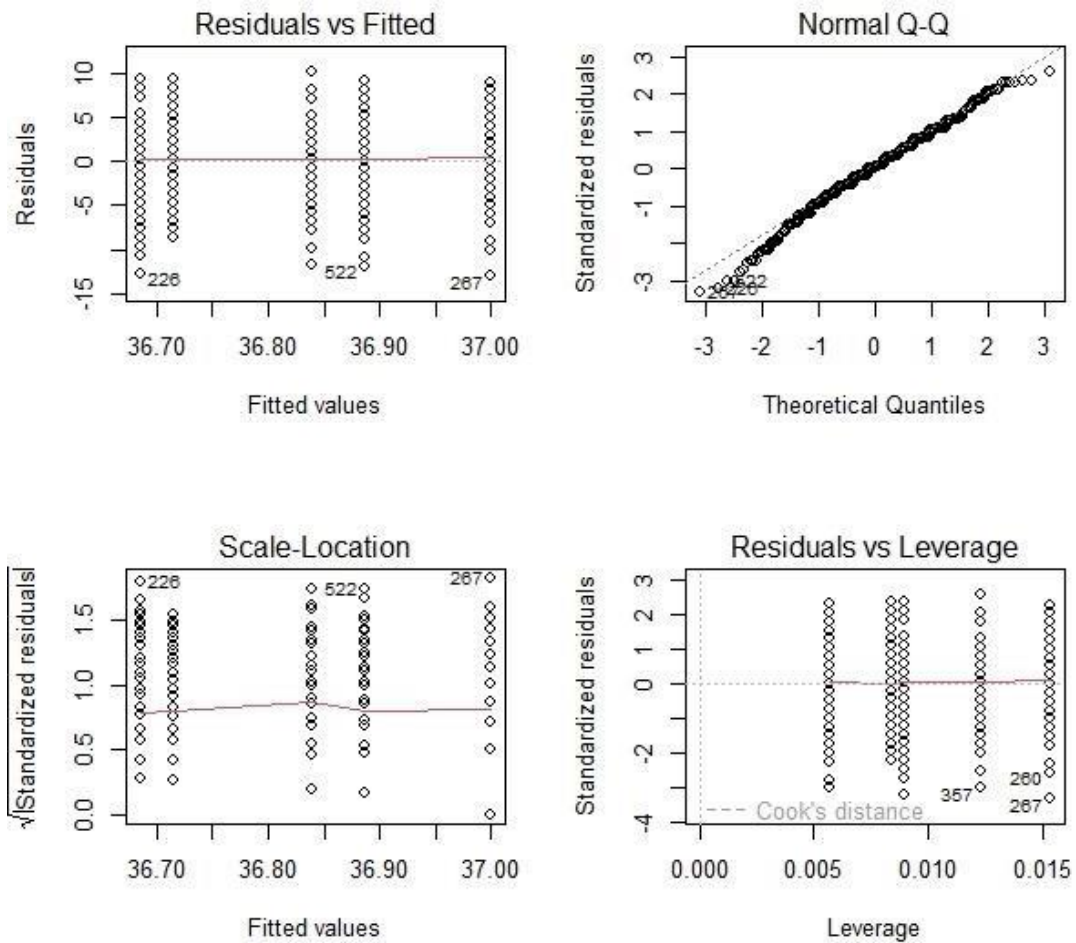 Residuals vs Fitted
Residuals
10
5
0
-5
-15
226
522
267
36.70 36.80 36.90 37.00
Fitted values
Normal Q-Q
Standardized residuals
3
2
1
0
-1
-3
-3 -2 -1 0 1 2 3
Theoretical Quantiles
Scale-Location
√|Standardized residuals|
1.5
1.0
0.5
0.0
226
522
267
36.70 36.80 36.90 37.00
Fitted values
Residuals vs Leverage
Standardized residuals
3
2
1
0
-2
-4
357
260
267
Cook's distance
0.000 0.005 0.010 0.015
Leverage